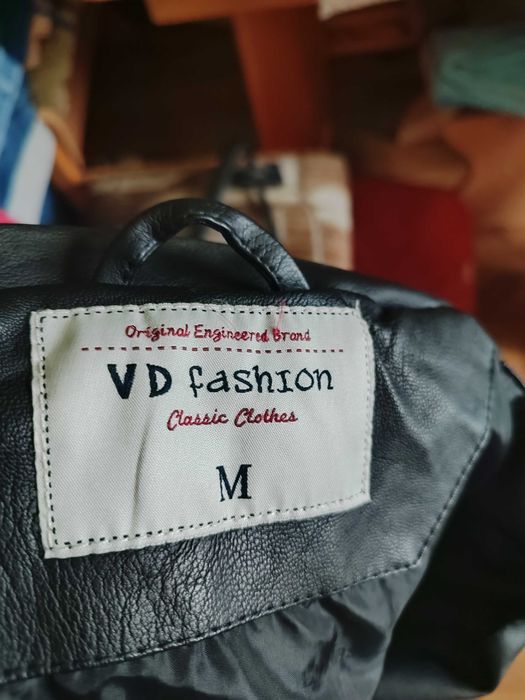 Original Engineered Brand
VD fashion
Classic Clothes
M